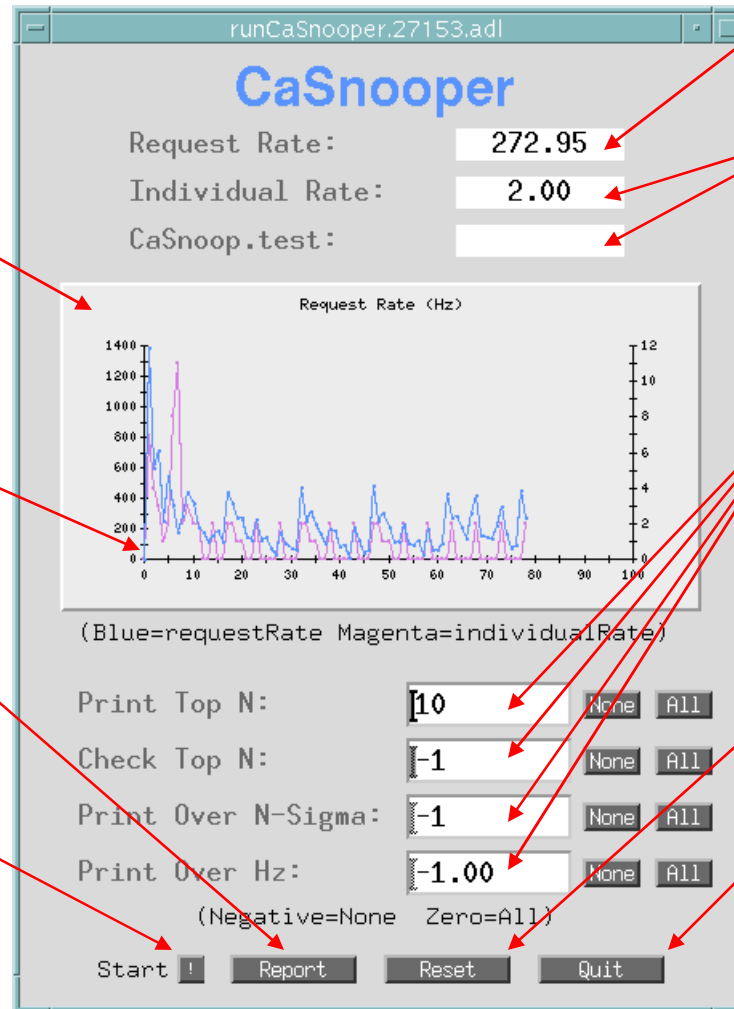 runCaSnooper.27153.adl
CaSnooper
Request Rate: 272.95
Individual Rate: 2.00
CaSnoop.test:
Request Rate (Hz)
1400 12
1200 10
1000 8
800 6
600 4
400 2
200 0
0
0 10 20 30 40 50 60 70 80 90 100
(Blue=requestRate Magenta=individualRate)
Print Top N: 10 None All
Check Top N: -1 None All
Print Over N-Sigma: -1 None All
Print Over Hz: -1.00 None All
(Negative=None Zero=All)
Start ! Report Reset Quit